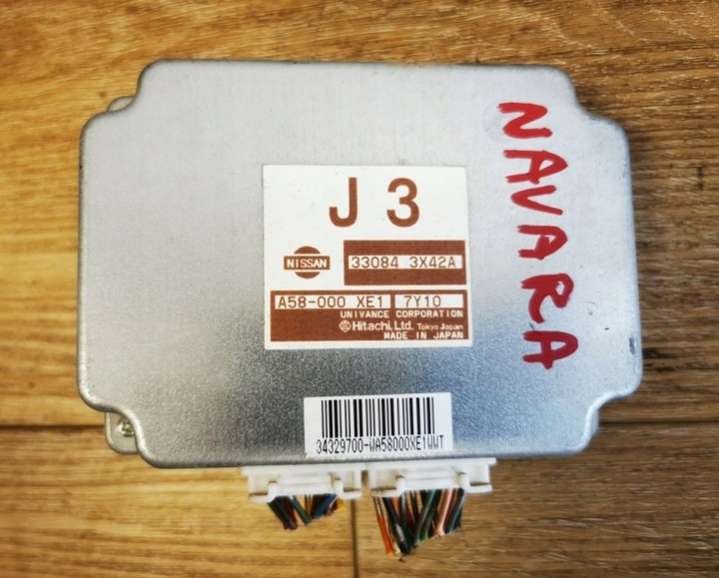 J3
NISSAN 33084 3X42A
A58-000 XE1 7Y10
UNIVANCE CORPORATION
Hitachi, Ltd. Tokyo Japan
MADE IN JAPAN
NAVARA
34329700-WA58000XE1WWT